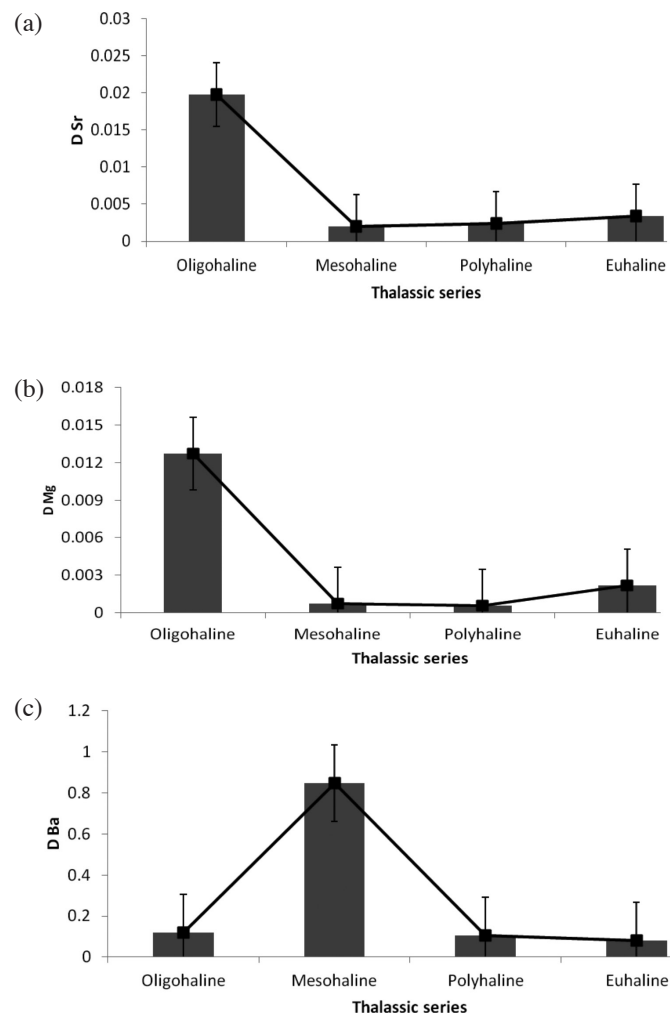 (a)
0.03
0.025
0.02
0.015
0.01
0.005
0
D Sr
Oligohaline Mesohaline Polyhaline Euhaline
Thalassic series
(b)
0.018
0.015
0.012
0.009
0.006
0.003
0
D Mg
Oligohaline Mesohaline Polyhaline Euhaline
Thalassic series
(c)
1.2
1
0.8
0.6
0.4
0.2
0
D Ba
Oligohaline Mesohaline Polyhaline Euhaline
Thalassic series